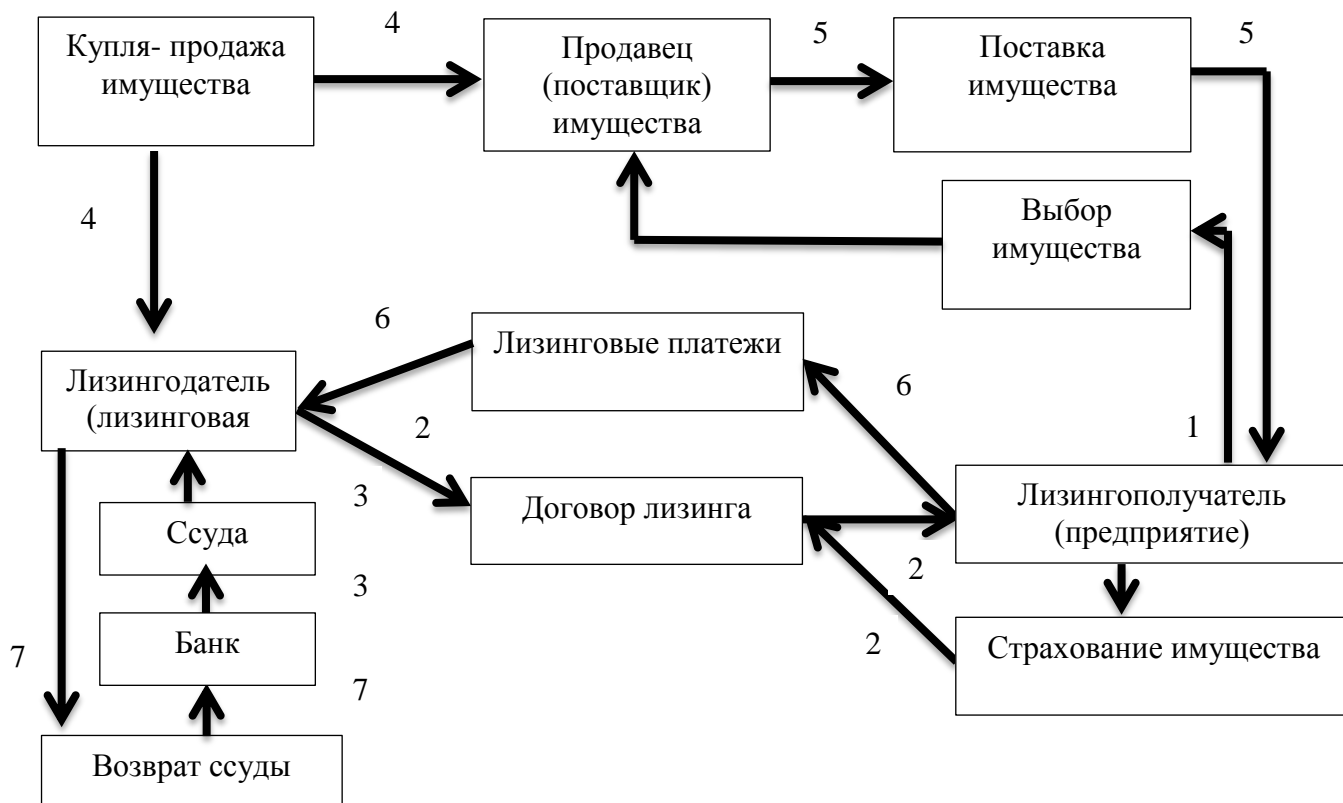 Купля- продажа
имущества
4
Продавец
(поставщик)
имущества
5
Поставка
имущества
5
4
Выбор
имущества
6
Лизинговые платежи
Лизингодатель
(лизинговая
6
2
1
3
Договор лизинга
Лизингополучатель
(предприятие)
Ссуда
3
2
Банк
2
Страхование имущества
7
7
Возврат ссуды